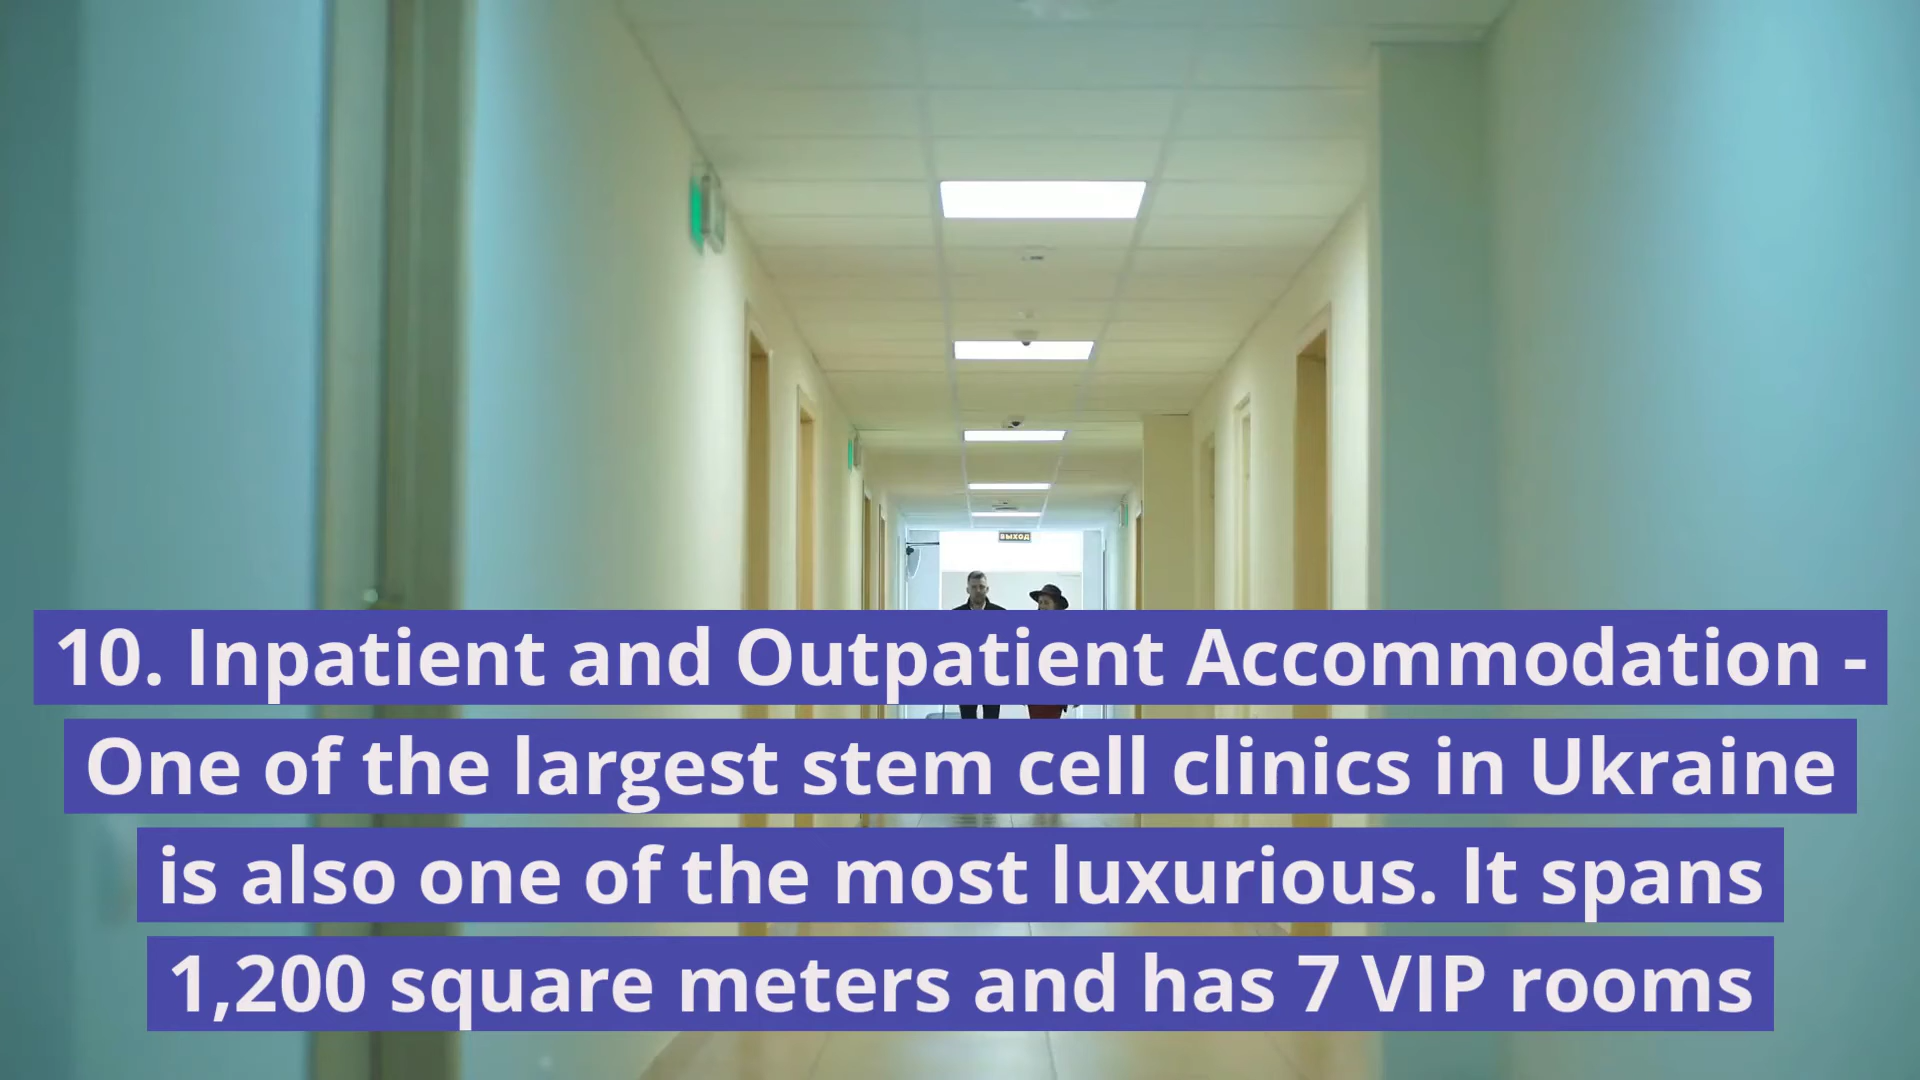 ВЫХОД
10. Inpatient and Outpatient Accommodation -
One of the largest stem cell clinics in Ukraine
is also one of the most luxurious. It spans
1,200 square meters and has 7 VIP rooms